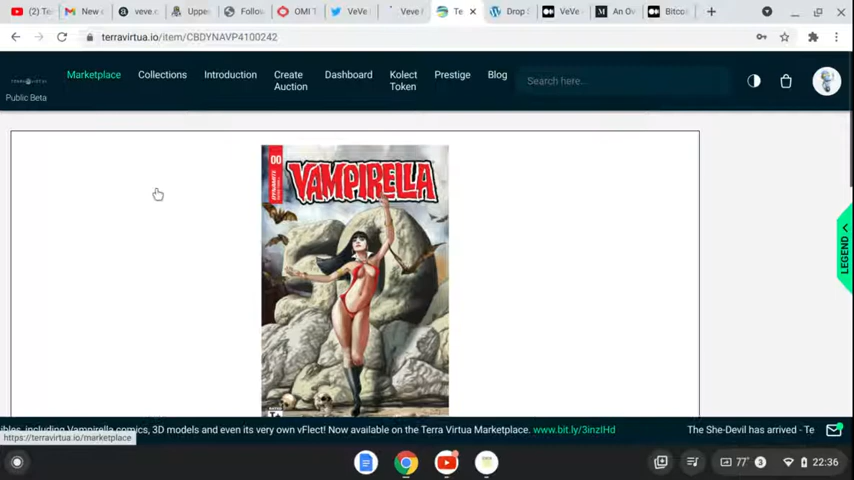 (2) Te
New c
veve.c
Uppe
Follov
OMI T
VeVe
Veve /
Te
Drop S
VeVe
An Ov
Bitcoi
terravirtua.io/item/CBDYNAVP4100242
Public Beta
Marketplace Collections Introduction Create Auction Dashboard Kolect Token Prestige Blog
Search here...
00
VAMPIRELLA
DYNAMITE
RATED
T+
LEGEND
ibles, including Vampirella comics, 3D models and even its very own vFlect! Now available on the Terra Virtua Marketplace. www.bit.ly/3inzIHd The She-Devil has arrived - Te
https://terravirtua.io/marketplace
77° 3 22:36